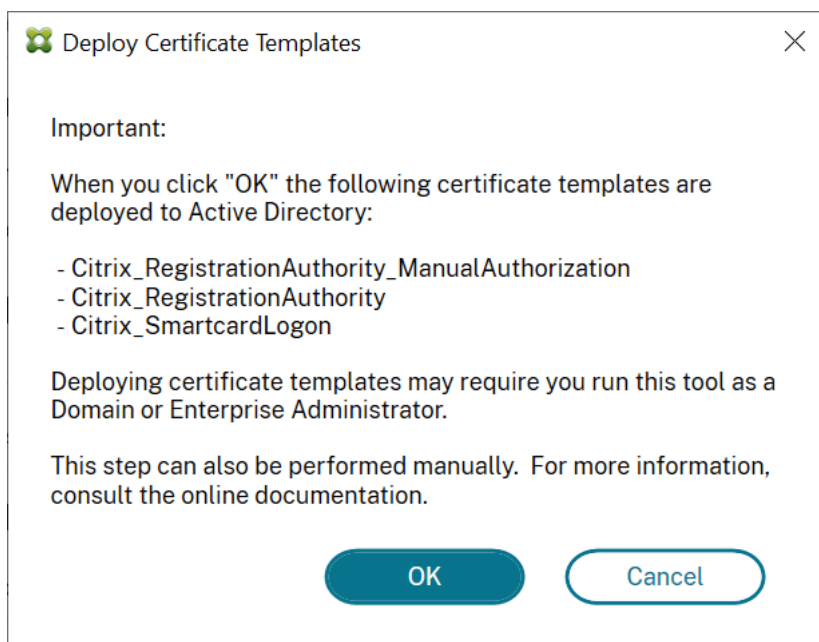 Deploy Certificate Templates
Important:
When you click "OK" the following certificate templates are
deployed to Active Directory:
- Citrix_RegistrationAuthority_ManualAuthorization
- Citrix_RegistrationAuthority
- Citrix_SmartcardLogon
Deploying certificate templates may require you run this tool as a
Domain or Enterprise Administrator.
This step can also be performed manually.  For more information,
consult the online documentation.
OK
Cancel